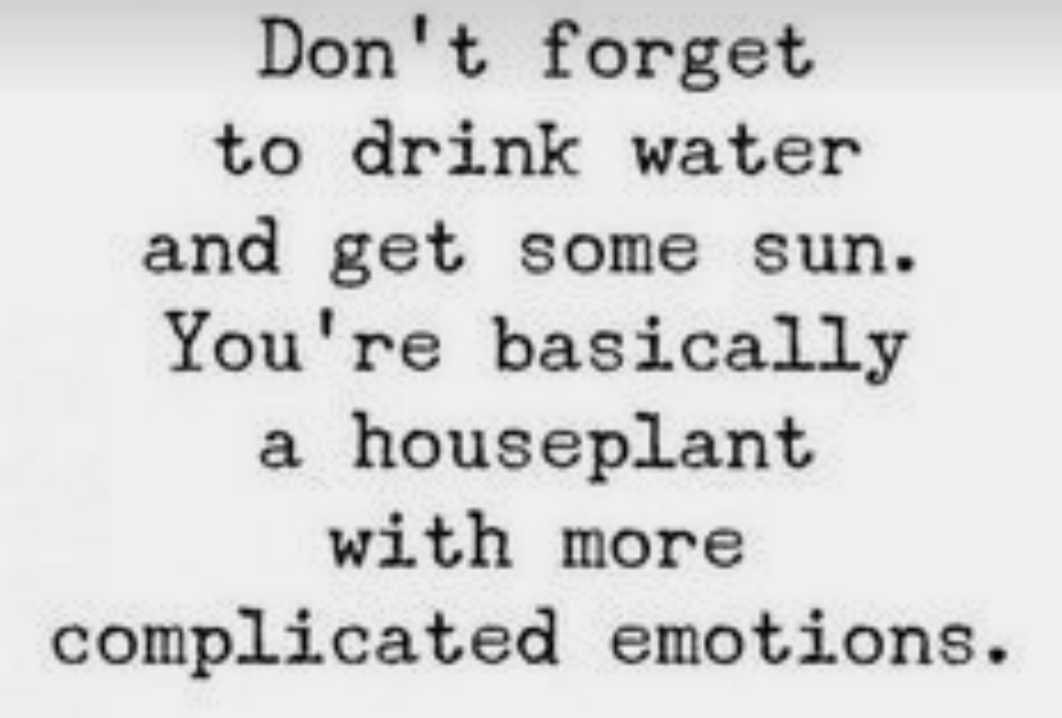 Don't forget
to drink water
and get some sun.
You're basically
a houseplant
with more
complicated emotions.